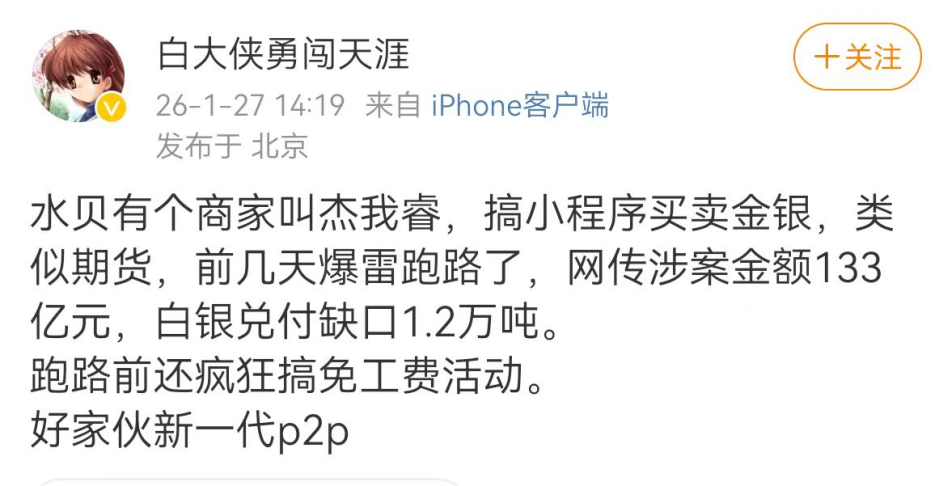 白大侠勇闯天涯
+关注
26-1-27 14:19 来自 iPhone客户端
发布于 北京
水贝有个商家叫杰我睿，搞小程序买卖金银，类
似期货，前几天爆雷跑路了，网传涉案金额133
亿元，白银兑付缺口1.2万吨。
跑路前还疯狂搞免工费活动。
好家伙新一代p2p